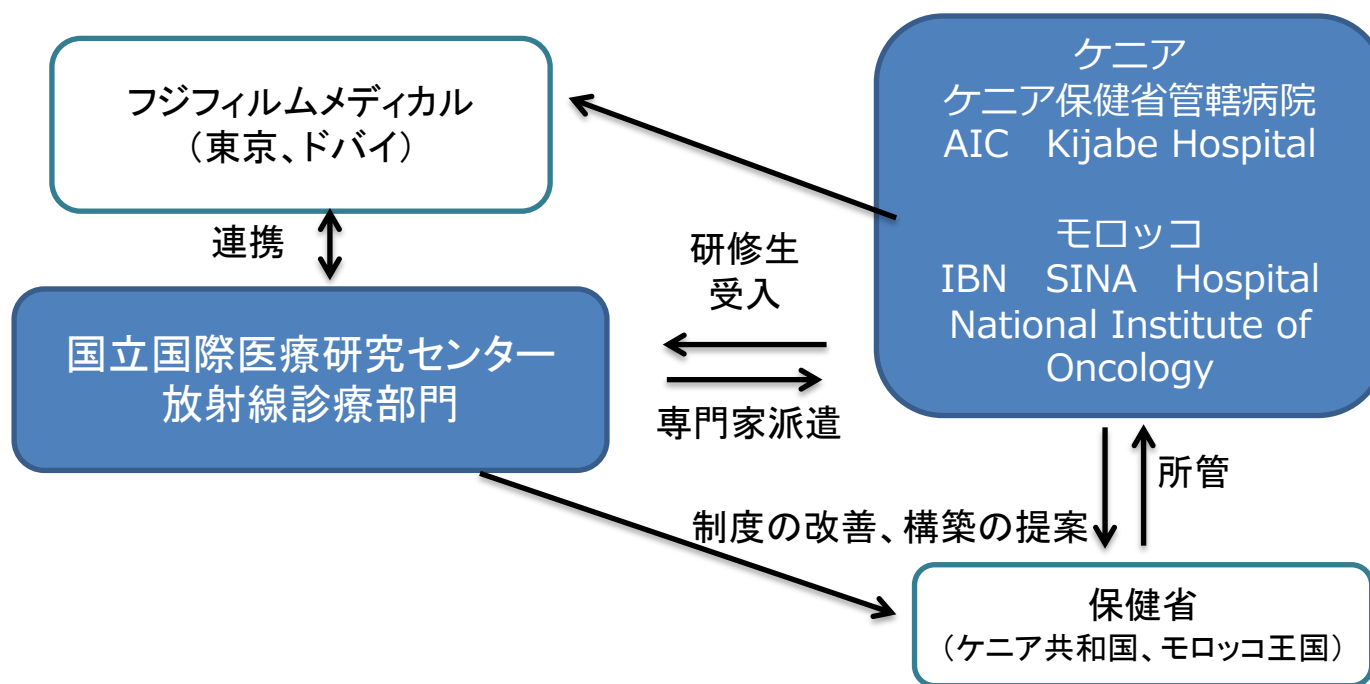 フジフィルムメディカル
（東京、ドバイ）
ケニア
ケニア保健省管轄病院
AIC　Kijabe Hospital
モロッコ
IBN　SINA　Hospital
National Institute of
Oncology
連携
研修生
受入
国立国際医療研究センター
放射線診療部門
専門家派遣
所管
制度の改善、構築の提案
保健省
（ケニア共和国、モロッコ王国）